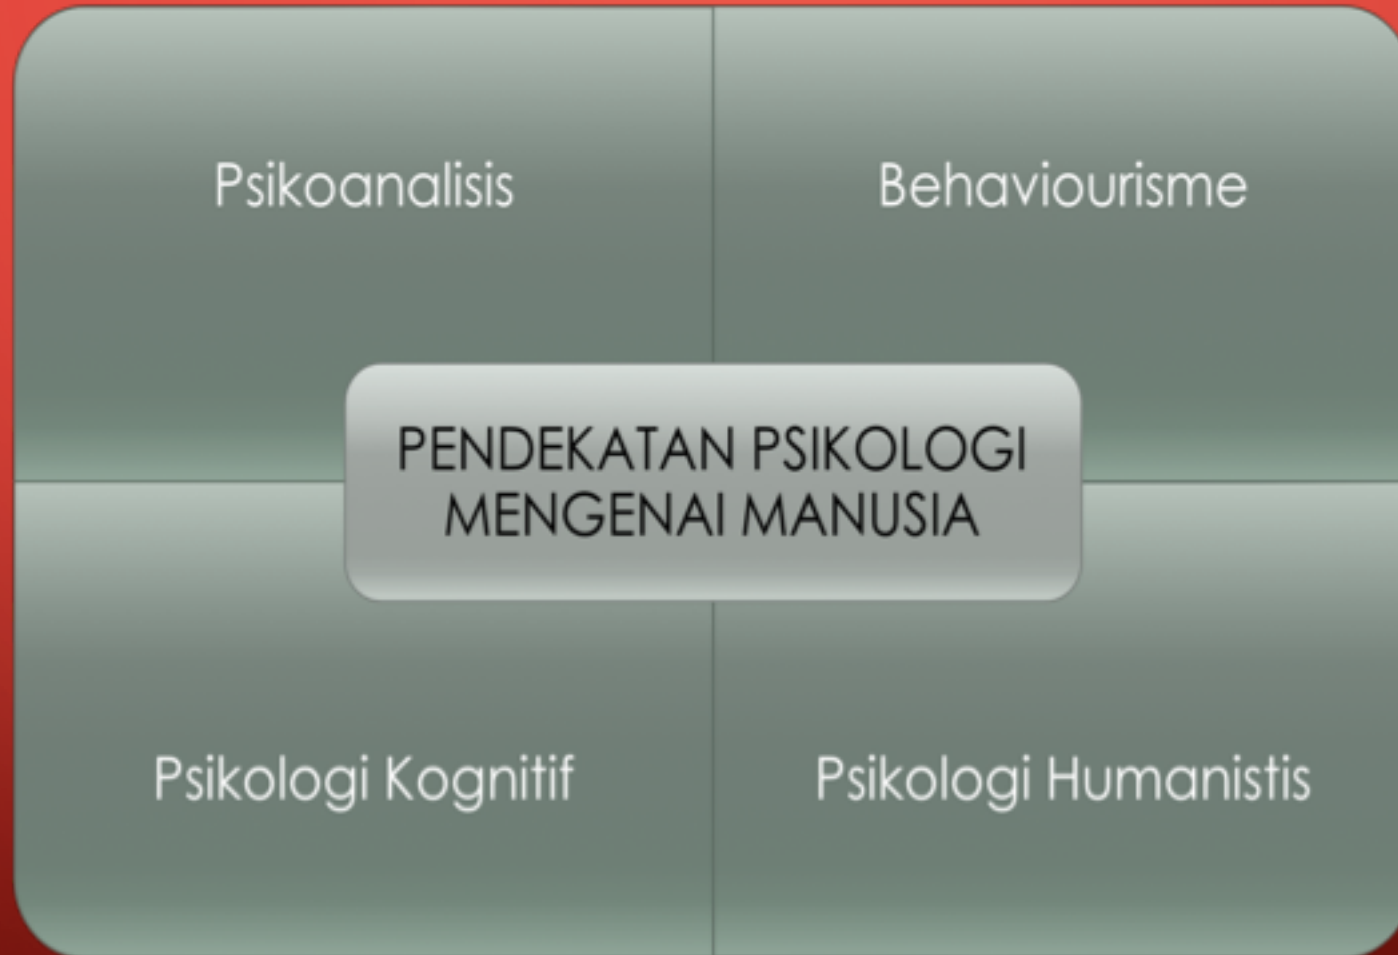 Psikoanalisis
Behaviourisme
PENDEKATAN PSIKOLOGI
MENGENAI MANUSIA
Psikologi Kognitif
Psikologi Humanistis